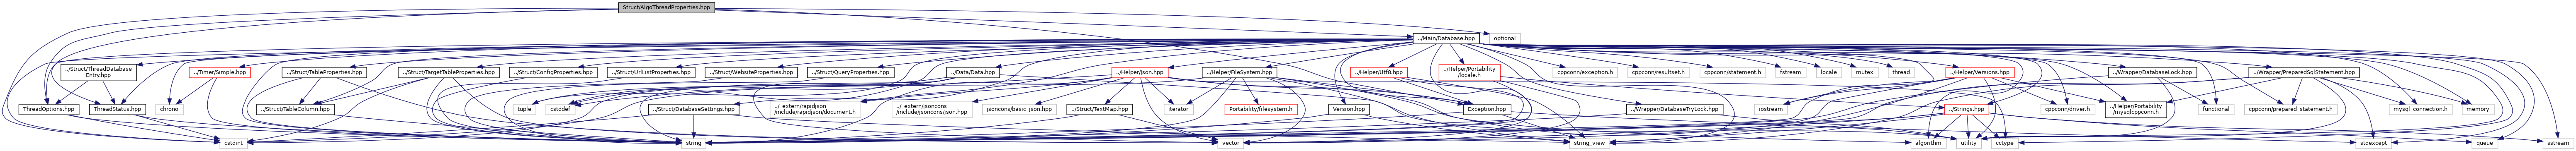 Struct/AlgoThreadProperties.hpp
../Main/Database.hpp
optional
../Struct/ThreadDatabase
Entry.hpp
../Timer/Simple.hpp
../Struct/TableProperties.hpp
../Struct/TargetTableProperties.hpp
../Struct/ConfigProperties.hpp
../Struct/UrlListProperties.hpp
../Struct/WebsiteProperties.hpp
../Struct/QueryProperties.hpp
../Data/Data.hpp
../Helper/Json.hpp
../Helper/FileSystem.hpp
../Helper/Utf8.hpp
../Helper/Portability
/locale.h
cppconn/exception.h
cppconn/resultset.h
cppconn/statement.h
fstream
locale
mutex
thread
../Helper/Versions.hpp
../Wrapper/DatabaseLock.hpp
../Wrapper/PreparedSqlStatement.hpp
ThreadOptions.hpp
ThreadStatus.hpp
chrono
../Struct/TableColumn.hpp
tuple
cstddef
../Struct/DatabaseSettings.hpp
../_extern/rapidjson
/include/rapidjson/document.h
../_extern/jsoncons
/include/jsoncons/json.hpp
jsoncons/basic_json.hpp
../Struct/TextMap.hpp
iterator
Portability/filesystem.h
Version.hpp
Exception.hpp
../Wrapper/DatabaseTryLock.hpp
iostream
../Strings.hpp
cppconn/driver.h
../Helper/Portability
/mysqlcppconn.h
functional
cppconn/prepared_statement.h
mysql_connection.h
memory
cstdint
string
vector
string_view
algorithm
utility
cctype
stdexcept
queue
sstream